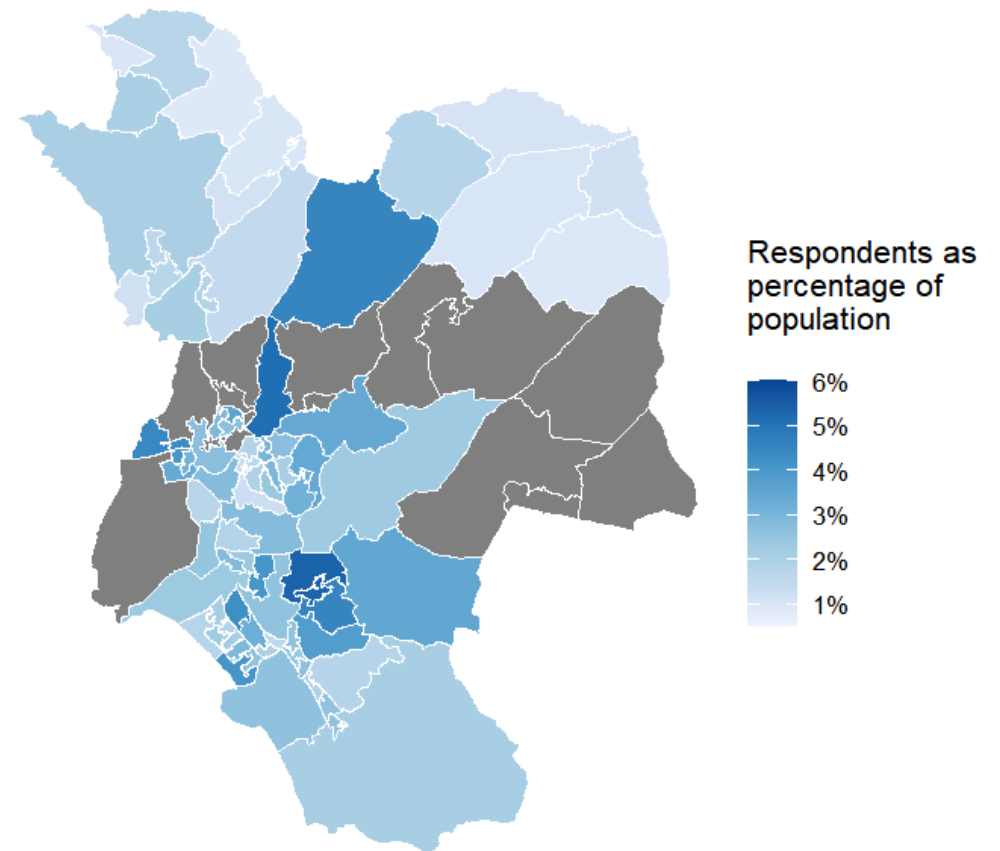 Respondents as
percentage of
population
6%
5%
4%
3%
2%
1%